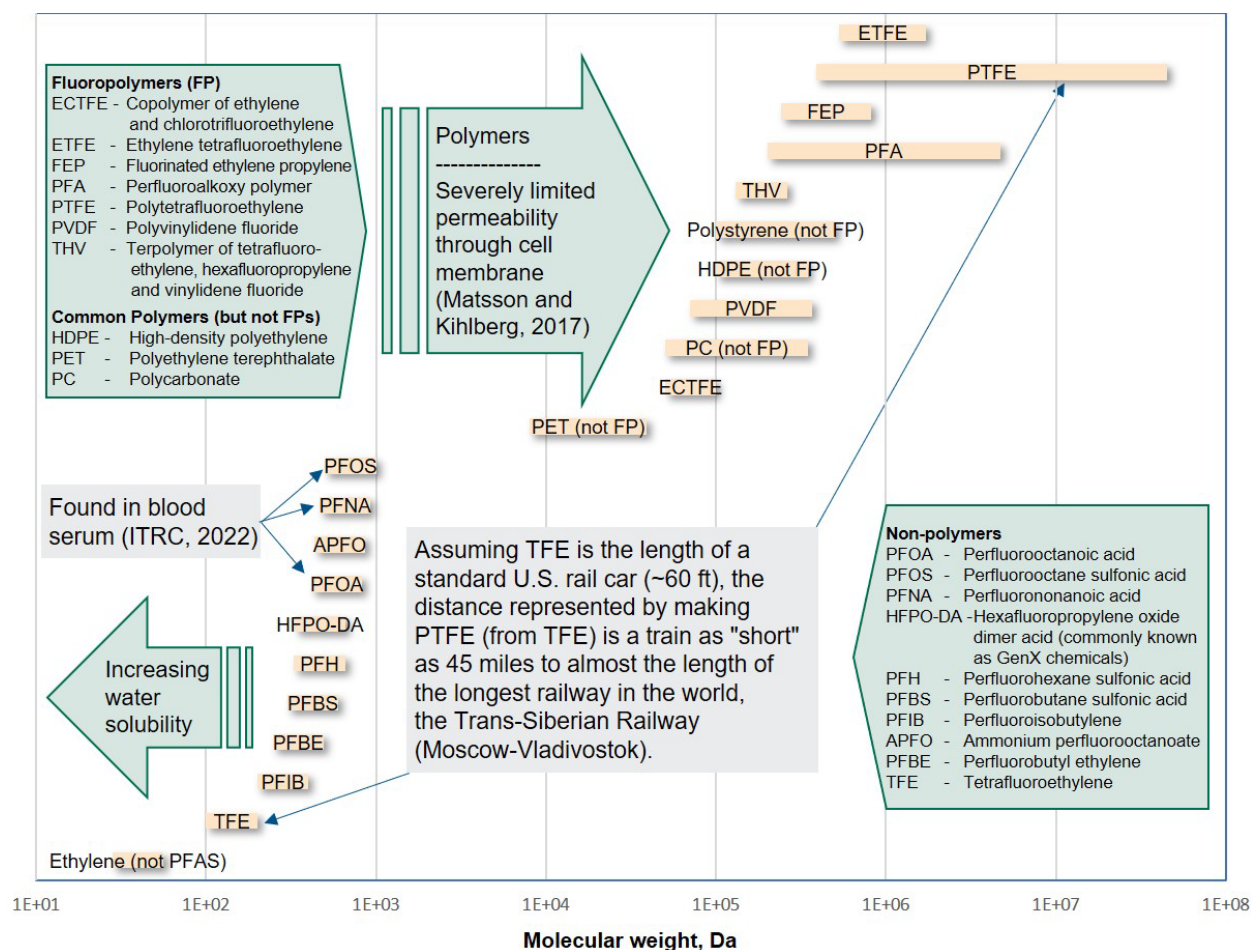 Fluoropolymers (FP)
ECTFE - Copolymer of ethylene
and chlorotrifluoroethylene
ETFE - Ethylene tetrafluoroethylene
FEP - Fluorinated ethylene propylene
PFA - Perfluoroalkoxy polymer
PTFE - Polytetrafluoroethylene
PVDF - Polyvinylidene fluoride
THV - Terpolymer of tetrafluoro-
ethylene, hexafluoropropylene
and vinylidene fluoride
Common Polymers (but not FPs)
HDPE - High-density polyethylene
PET - Polyethylene terephthalate
PC - Polycarbonate
Polymers
--------------
Severely limited
permeability
through cell
membrane
(Matsson and
Kihlberg, 2017)
ETFE
PTFE
FEP
PFA
THV
Polystyrene (not FP)
HDPE (not FP)
PVDF
PC (not FP)
ECTFE
PET (not FP)
PFOS
PFNA
APFO
PFOA
HFPO-DA
PFH
PFBS
PFBE
PFIB
TFE
Ethylene (not PFAS)
Found in blood
serum (ITRC, 2022)
Increasing
water
solubility
Assuming TFE is the length of a
standard U.S. rail car (~60 ft), the
distance represented by making
PTFE (from TFE) is a train as "short"
as 45 miles to almost the length of
the longest railway in the world,
the Trans-Siberian Railway
(Moscow-Vladivostok).
Non-polymers
PFOA - Perfluorooctanoic acid
PFOS - Perfluorooctane sulfonic acid
PFNA - Perfluorononanoic acid
HFPO-DA -Hexafluoropropylene oxide
dimer acid (commonly known
as GenX chemicals)
PFH - Perfluorohexane sulfonic acid
PFBS - Perfluorobutane sulfonic acid
PFIB - Perfluoroisobutylene
APFO - Ammonium perfluorooctanoate
PFBE - Perfluorobutyl ethylene
TFE - Tetrafluoroethylene
1E+01 1E+02 1E+03 1E+04 1E+05 1E+06 1E+07 1E+08
Molecular weight, Da